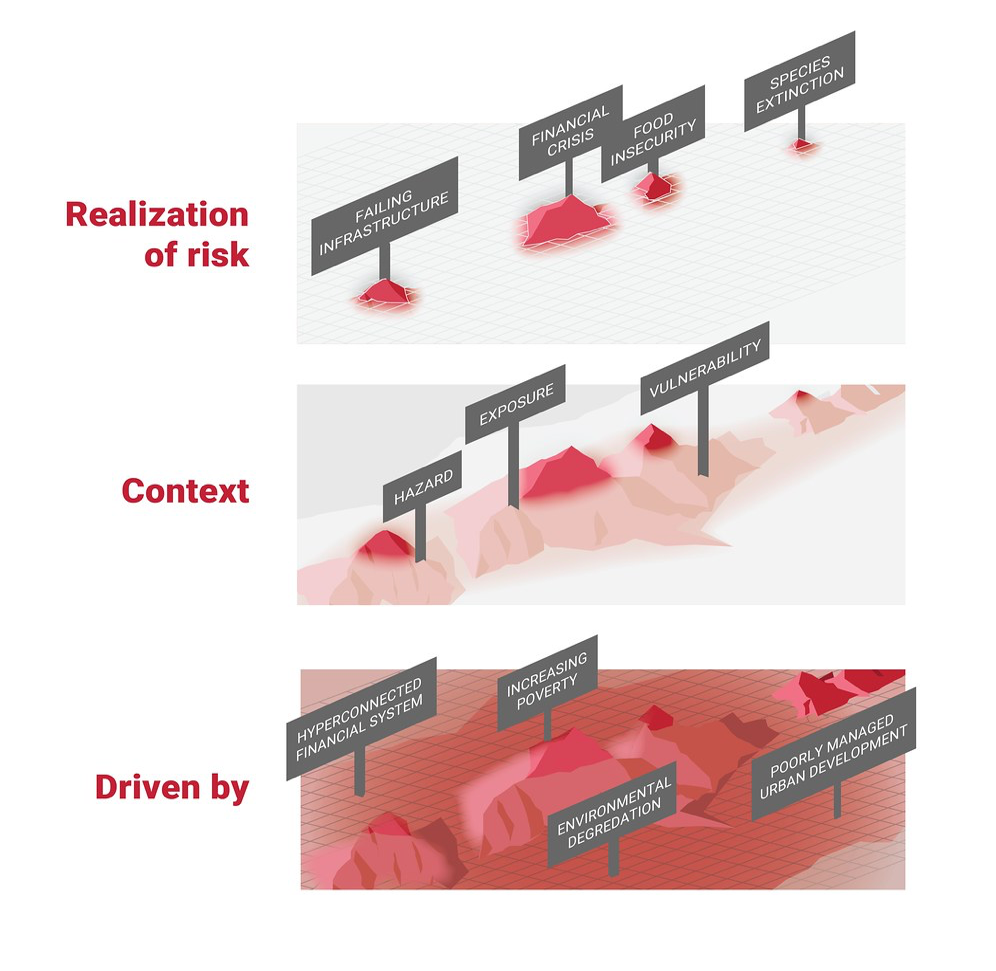 Realization
of risk
FAILING
INFRASTRUCTURE
FINANCIAL
CRISIS
FOOD
INSECURITY
SPECIES
EXTINCTION
Context
HAZARD
EXPOSURE
VULNERABILITY
Driven by
HYPERCONNECTED
FINANCIAL SYSTEM
INCREASING
POVERTY
ENVIRONMENTAL
DEGREDATION
POORLY MANAGED
URBAN DEVELOPMENT